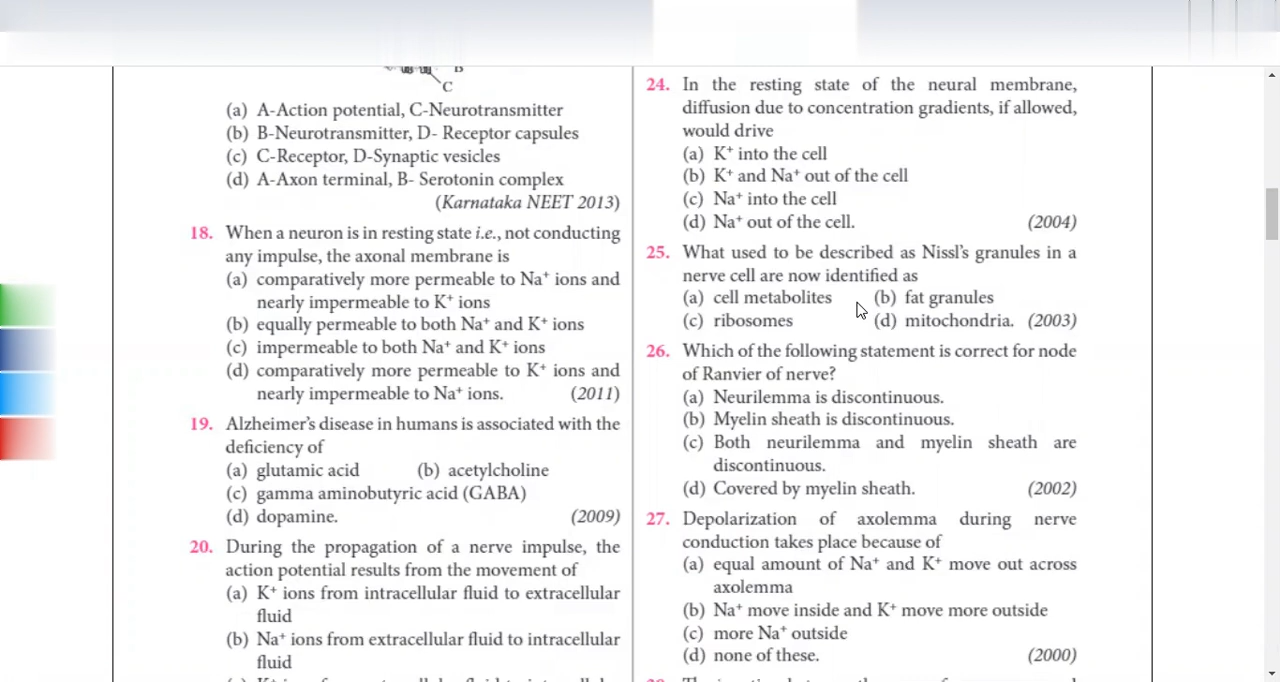 B
C
(a) A-Action potential, C-Neurotransmitter
(b) B-Neurotransmitter, D- Receptor capsules
(c) C-Receptor, D-Synaptic vesicles
(d) A-Axon terminal, B- Serotonin complex
(Karnataka NEET 2013)
18. When a neuron is in resting state i.e., not conducting
any impulse, the axonal membrane is
(a) comparatively more permeable to Na⁺ ions and
nearly impermeable to K⁺ ions
(b) equally permeable to both Na⁺ and K⁺ ions
(c) impermeable to both Na⁺ and K⁺ ions
(d) comparatively more permeable to K⁺ ions and
nearly impermeable to Na⁺ ions. (2011)
19. Alzheimer's disease in humans is associated with the
deficiency of
(a) glutamic acid (b) acetylcholine
(c) gamma aminobutyric acid (GABA)
(d) dopamine. (2009)
20. During the propagation of a nerve impulse, the
action potential results from the movement of
(a) K⁺ ions from intracellular fluid to extracellular
fluid
(b) Na⁺ ions from extracellular fluid to intracellular
fluid
24. In the resting state of the neural membrane,
diffusion due to concentration gradients, if allowed,
would drive
(a) K⁺ into the cell
(b) K⁺ and Na⁺ out of the cell
(c) Na⁺ into the cell
(d) Na⁺ out of the cell. (2004)
25. What used to be described as Nissl's granules in a
nerve cell are now identified as
(a) cell metabolites (b) fat granules
(c) ribosomes (d) mitochondria. (2003)
26. Which of the following statement is correct for node
of Ranvier of nerve?
(a) Neurilemma is discontinuous.
(b) Myelin sheath is discontinuous.
(c) Both neurilemma and myelin sheath are
discontinuous.
(d) Covered by myelin sheath. (2002)
27. Depolarization of axolemma during nerve
conduction takes place because of
(a) equal amount of Na⁺ and K⁺ move out across
axolemma
(b) Na⁺ move inside and K⁺ move more outside
(c) more Na⁺ outside
(d) none of these. (2000)